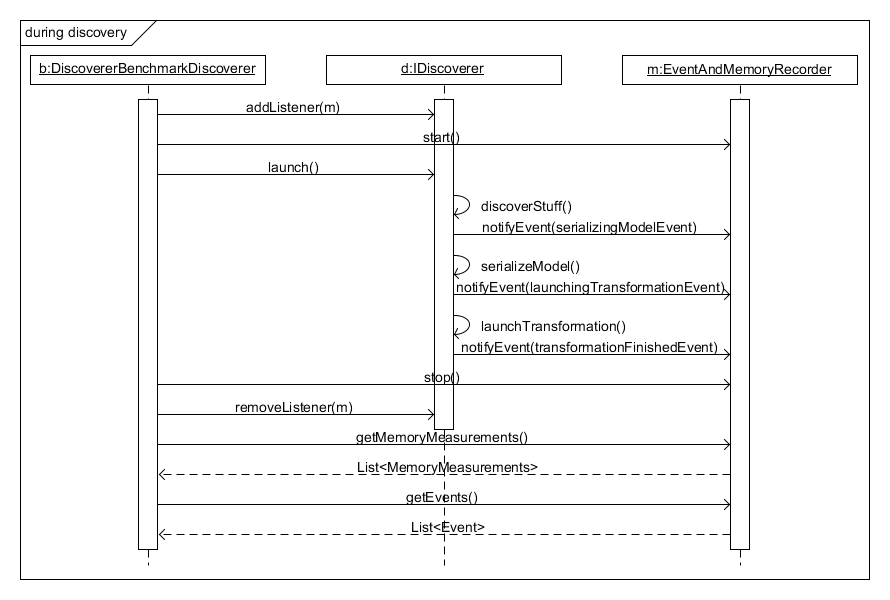 during discovery
b:DiscovererBenchmarkDiscoverer
d:IDiscoverer
m:EventAndMemoryRecorder
addListener(m)
start()
launch()
discoverStuff()
notifyEvent(serializingModelEvent)
serializeModel()
notifyEvent(launchingTransformationEvent)
launchTransformation()
notifyEvent(transformationFinishedEvent)
stop()
removeListener(m)
getMemoryMeasurements()
List<MemoryMeasurements>
getEvents()
List<Event>